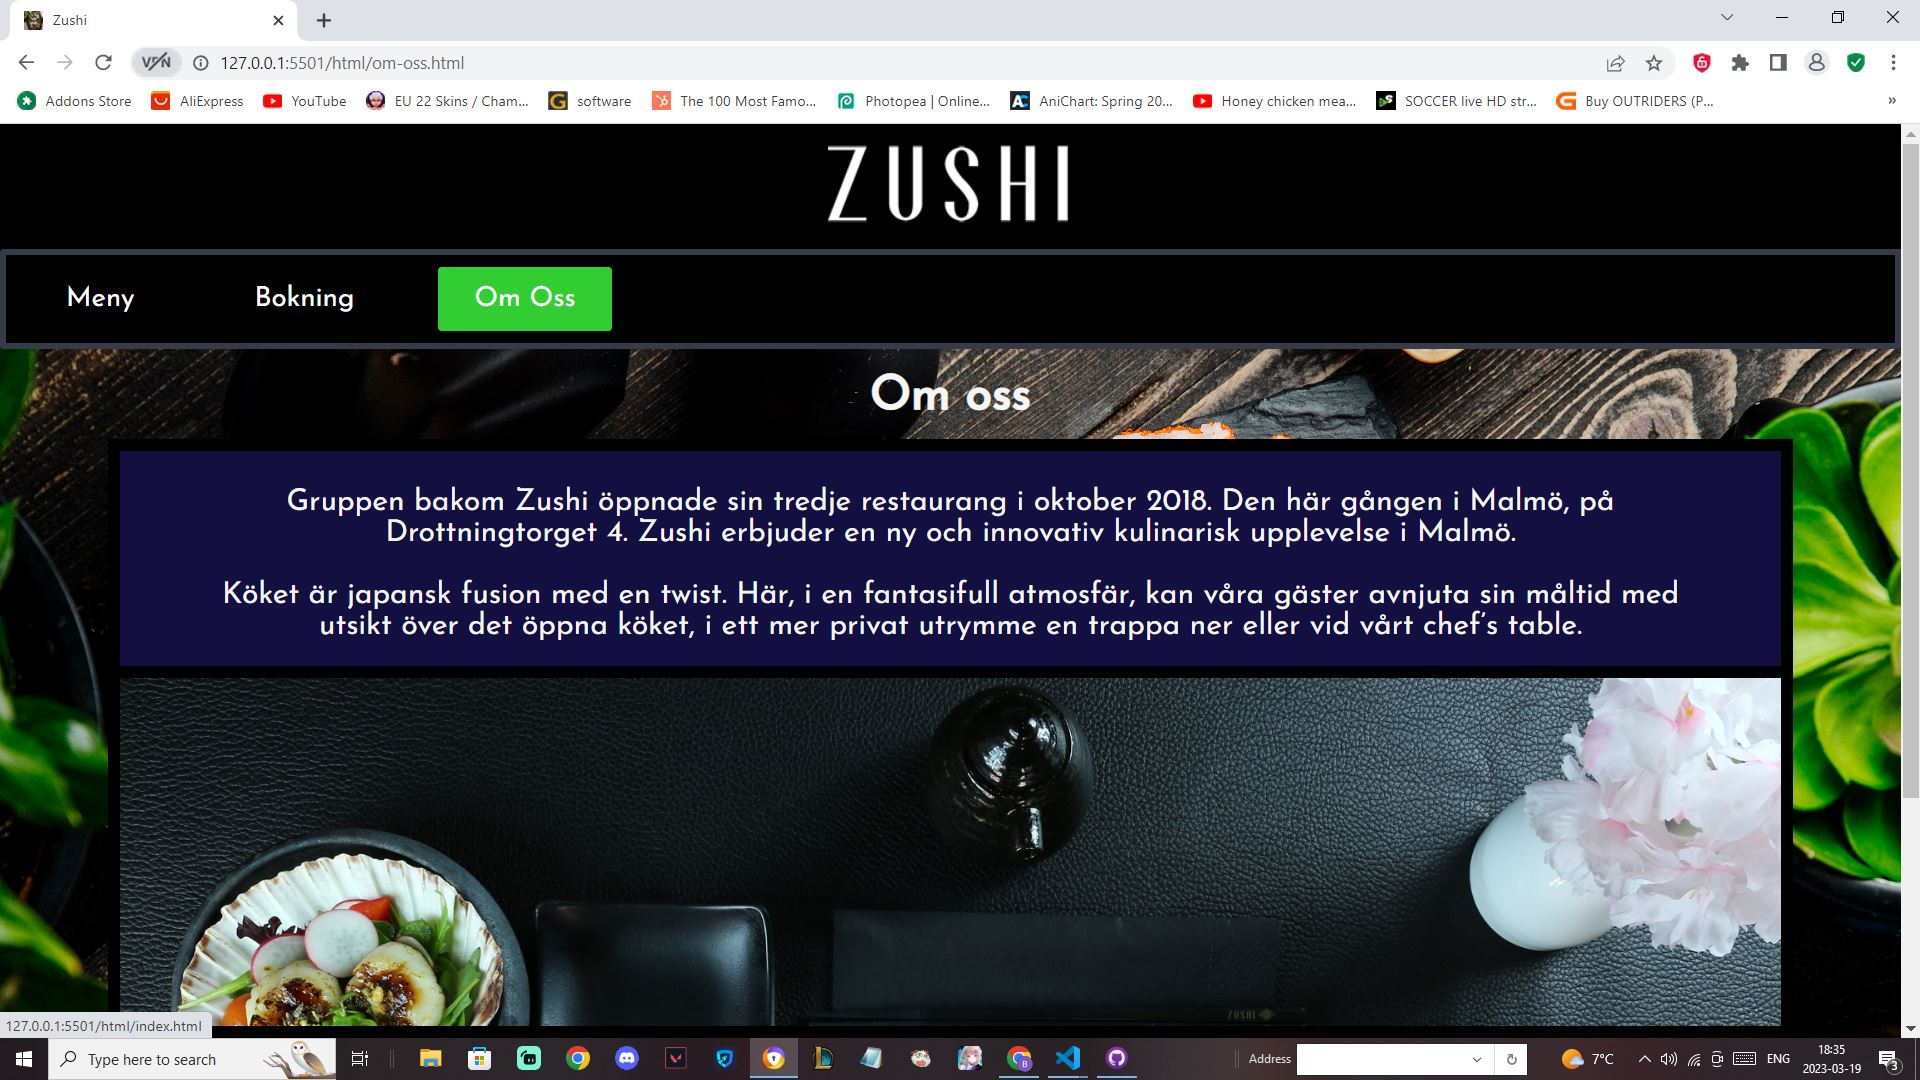 Zushi
VPN
127.0.0.1:5501/html/om-oss.html
Addons Store
AliExpress
YouTube
EU 22 Skins / Cham...
software
The 100 Most Famo...
Photopea | Online...
AniChart: Spring 20...
Honey chicken mea...
SOCCER live HD str...
Buy OUTRIDERS (P...
»
ZUSHI
Meny
Bokning
Om Oss
Om oss
Gruppen bakom Zushi öppnade sin tredje restaurang i oktober 2018. Den här gången i Malmö, på
Drottningtorget 4. Zushi erbjuder en ny och innovativ kulinarisk upplevelse i Malmö.
Köket är japansk fusion med en twist. Här, i en fantasifull atmosfär, kan våra gäster avnjuta sin måltid med
utsikt över det öppna köket, i ett mer privat utrymme en trappa ner eller vid vårt chef's table.
ZUSHI
127.0.0.1:5501/html/index.html
Type here to search
Address
7°C
ENG
18:35
2023-03-19
3